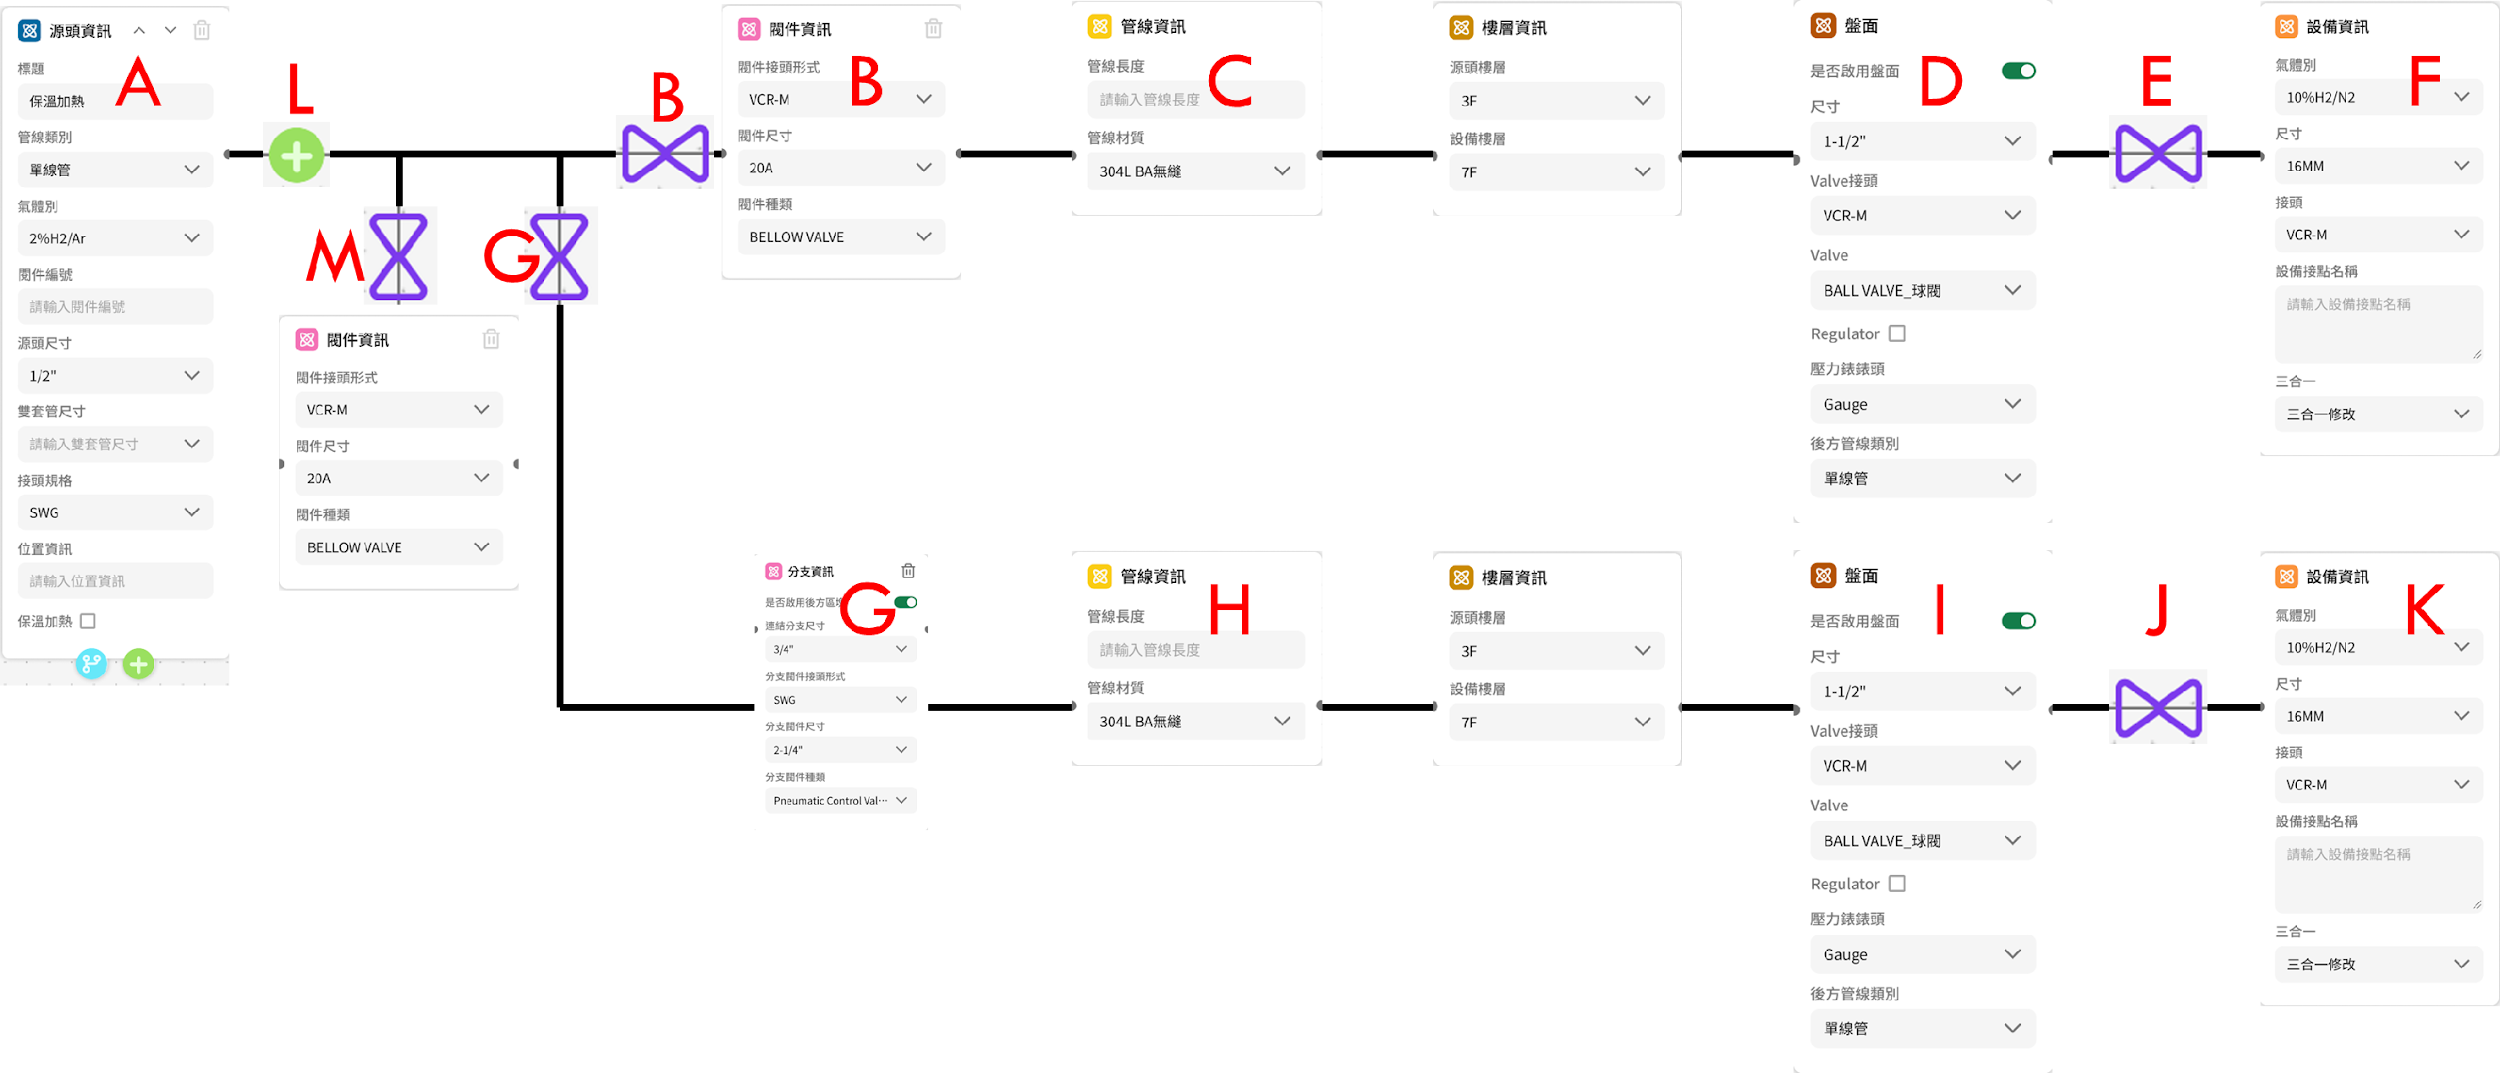 源頭資訊
標題
A
保溫加熱
管線類別
單線管
氣體別
2%H2/Ar
閥件編號
請輸入閥件編號
源頭尺寸
1/2"
雙套管尺寸
請輸入雙套管尺寸
接頭規格
SWG
位置資訊
請輸入位置資訊
保溫加熱
L
M
G
B
閥件資訊
閥件接頭形式
VCR-M
閥件尺寸
20A
閥件種類
BELLOW VALVE
閥件資訊
閥件接頭形式
B
VCR-M
閥件尺寸
20A
閥件種類
BELLOW VALVE
管線資訊
管線長度
C
請輸入管線長度
管線材質
304L BA無縫
樓層資訊
源頭樓層
3F
設備樓層
7F
盤面
是否啟用盤面
D
尺寸
1-1/2"
Valve接頭
VCR-M
Valve
BALL VALVE_球閥
Regulator
壓力錶錶頭
Gauge
後方管線類別
單線管
E
設備資訊
氣體別
F
10%H2/N2
尺寸
16MM
接頭
VCR-M
設備接點名稱
請輸入設備接點名稱
三合一
三合一修改
分支資訊
是否啟用後方區
G
連結分支尺寸
3/4"
分支閥件接頭形式
SWG
分支閥件尺寸
2-1/4"
分支閥件種類
Pneumatic Control Val...
管線資訊
管線長度
H
請輸入管線長度
管線材質
304L BA無縫
樓層資訊
源頭樓層
3F
設備樓層
7F
盤面
是否啟用盤面
I
尺寸
1-1/2"
Valve接頭
VCR-M
Valve
BALL VALVE_球閥
Regulator
壓力錶錶頭
Gauge
後方管線類別
單線管
J
設備資訊
氣體別
K
10%H2/N2
尺寸
16MM
接頭
VCR-M
設備接點名稱
請輸入設備接點名稱
三合一
三合一修改